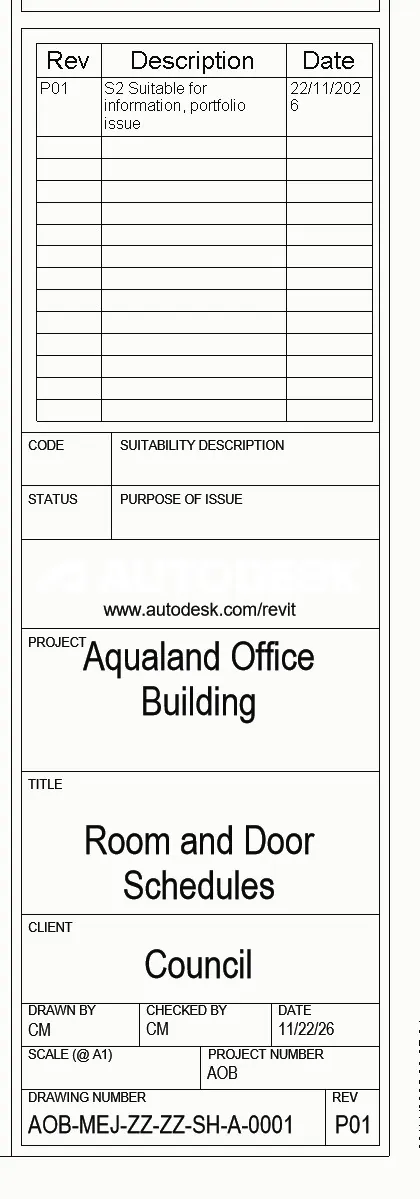 Rev Description Date
P01 S2 Suitable for 22/11/202
information, portfolio 6
issue
CODE SUITABILITY DESCRIPTION
STATUS PURPOSE OF ISSUE
AUTODESK
www.autodesk.com/revit
PROJECT
Aqualand Office
Building
TITLE
Room and Door
Schedules
CLIENT
Council
DRAWN BY CHECKED BY DATE
CM CM 11/22/26
SCALE (@ A1) PROJECT NUMBER
AOB
DRAWING NUMBER REV
AOB-MEJ-ZZ-ZZ-SH-A-0001 P01